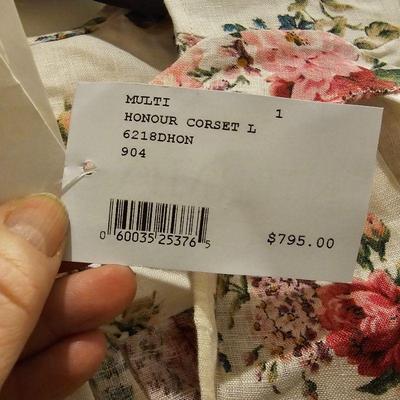 MULTI 1
HONOUR CORSET L
6218DHON
904
0 60035 25376 5 $795.00